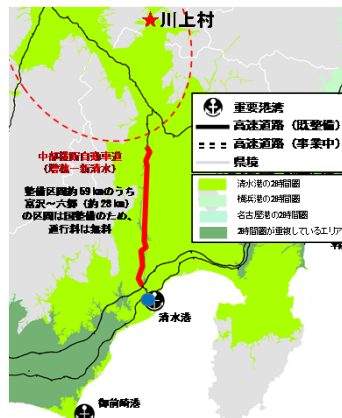 川上村
重要港湾
高速道路（既整備）
高速道路（事業中）
県境
中部横断自動車道
（増穂－新清水）
清水港の2時間圏
横浜港の2時間圏
名古屋港の2時間圏
2時間圏が重複しているエリア
整備区間約59kmのうち
富沢～六郷（約28km）
の区間は国整備のため、
通行料は無料
清水港
御前崎港